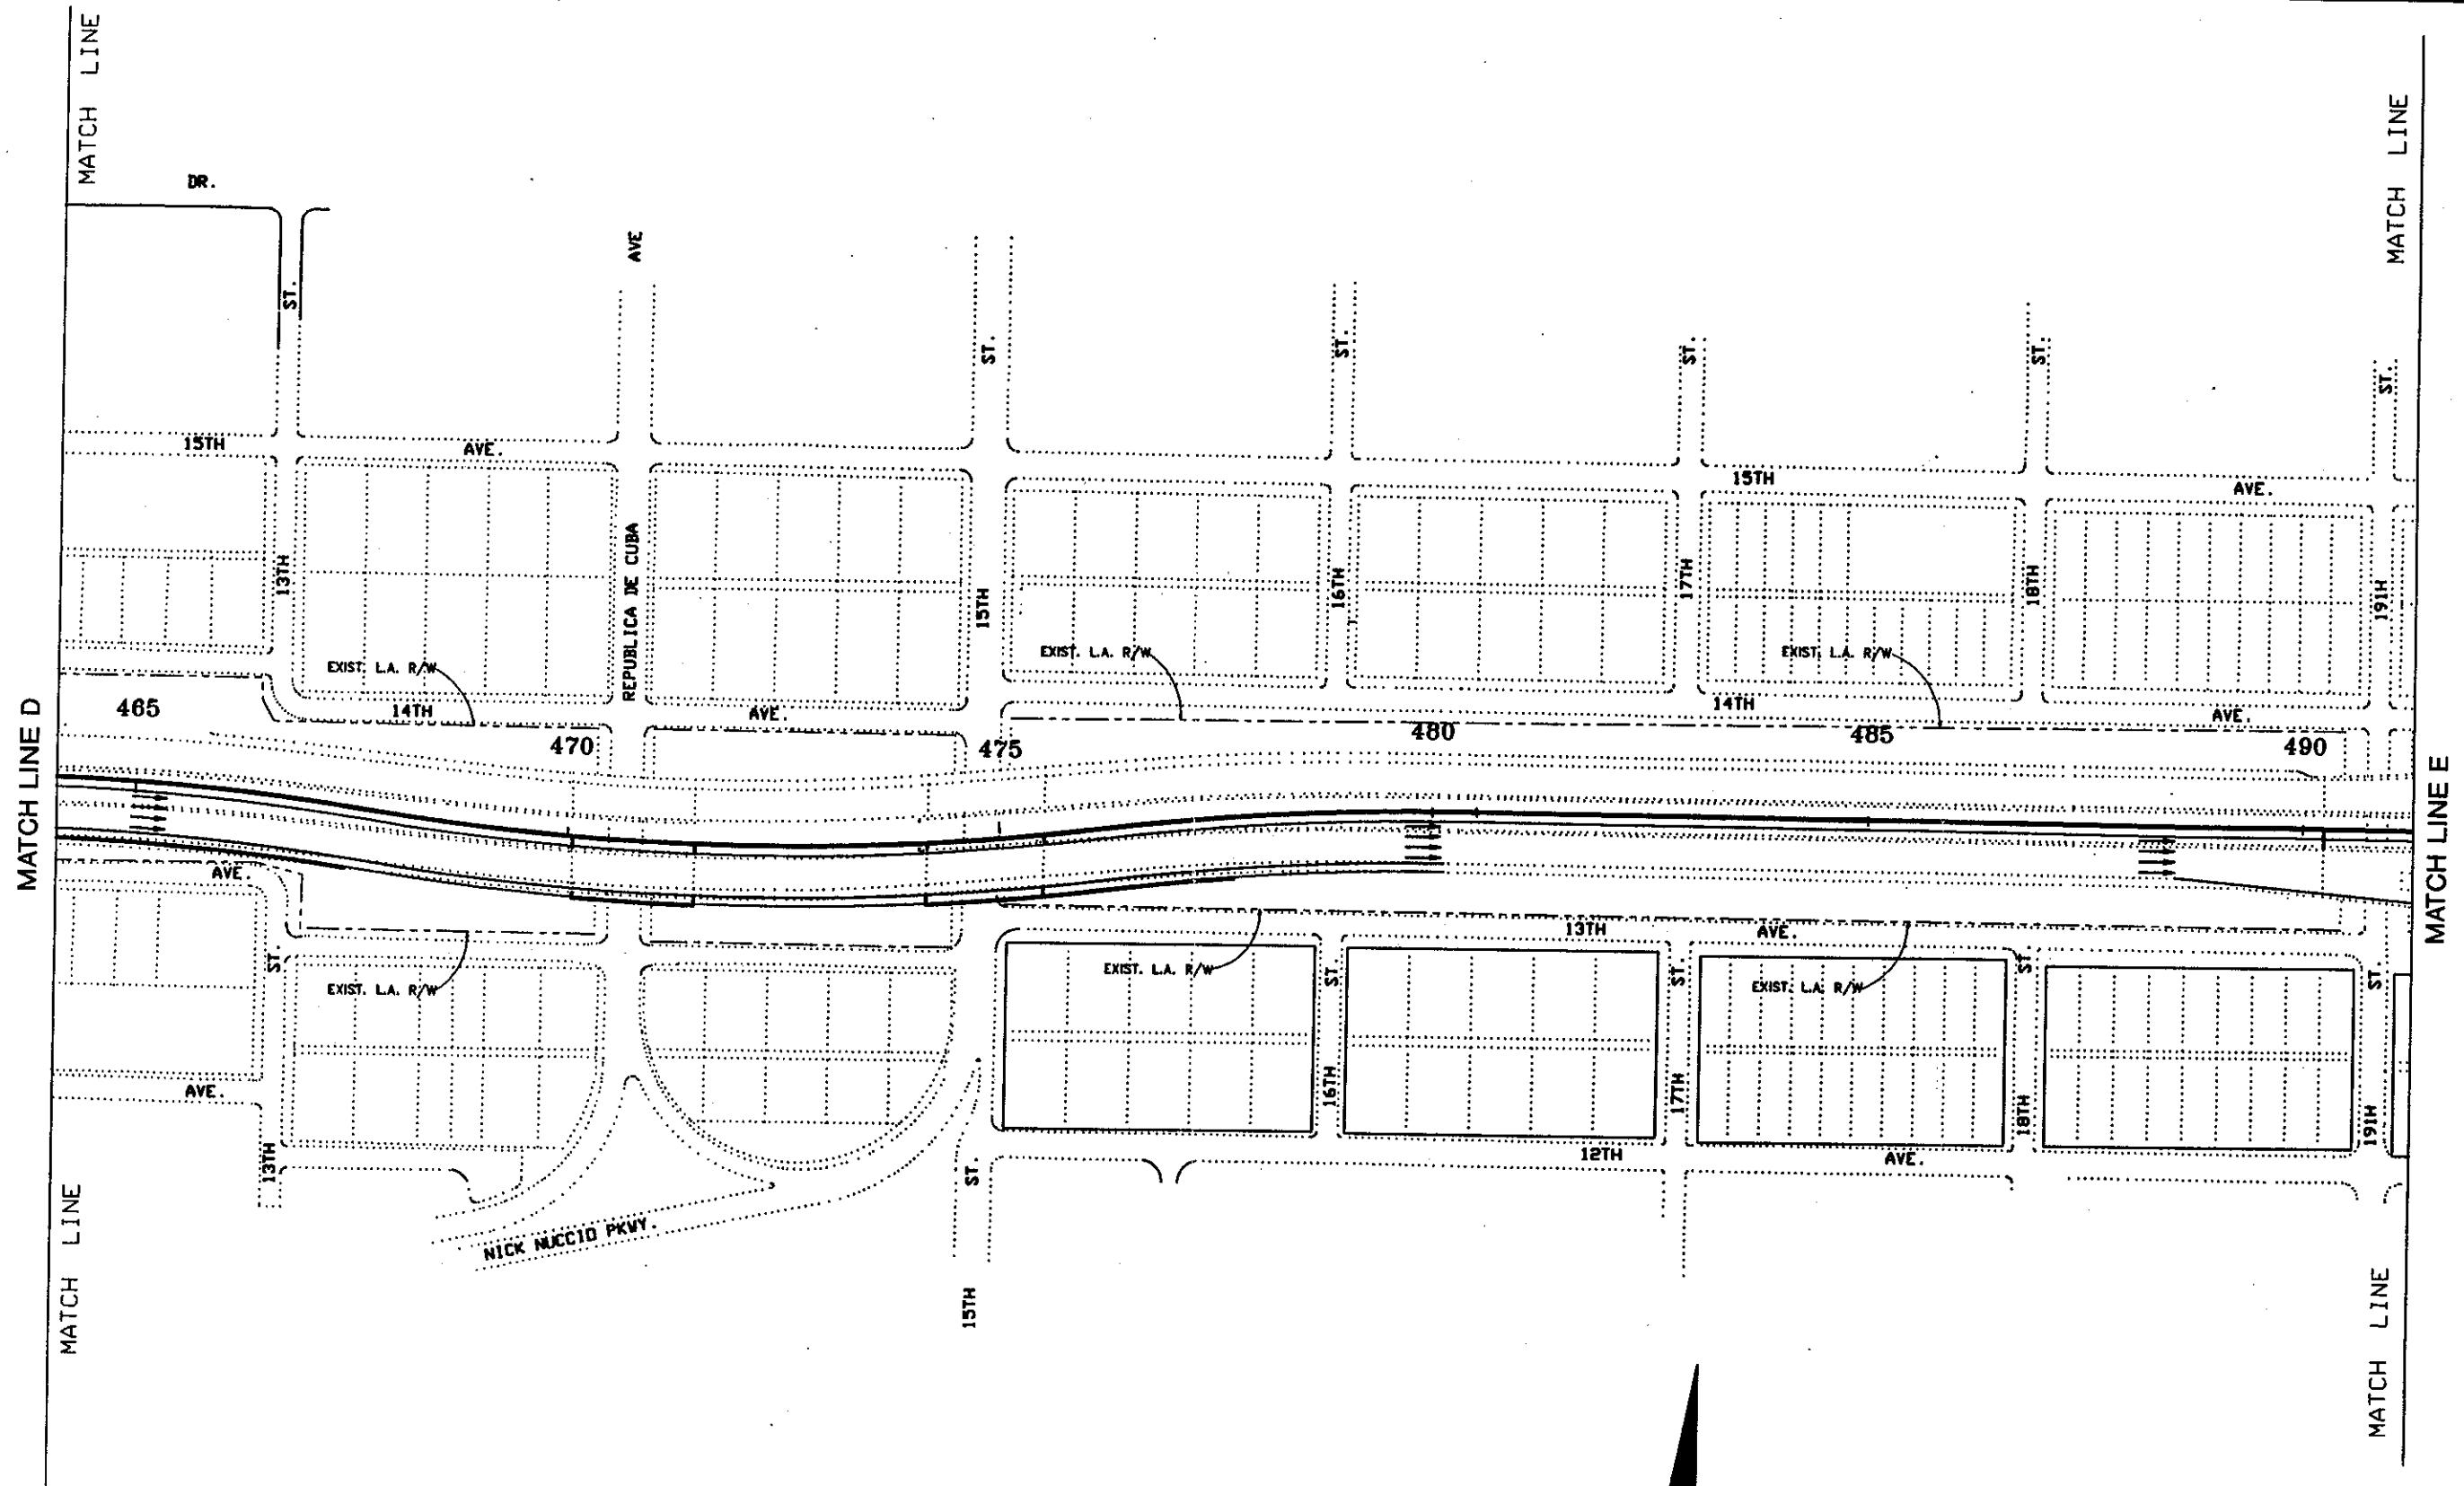 MATCH LINE
MATCH LINE
DR.
AVE
ST.
ST.
ST.
ST.
ST.
ST.
15TH
AVE.
15TH
AVE.
13TH
REPUBLICA DE CUBA
15TH
16TH
17TH
18TH
19TH
EXIST. L.A. R/W
EXIST. L.A. R/W
EXIST. L.A. R/W
MATCH LINE D
465
14TH
AVE.
14TH
AVE.
470
475
480
485
490
MATCH LINE E
AVE.
13TH
AVE.
ST.
ST.
ST.
ST.
ST.
EXIST. L.A. R/W
EXIST. L.A. R/W
EXIST. L.A. R/W
AVE.
16TH
17TH
18TH
19TH
13TH
12TH
AVE.
ST.
NICK NUCCIO PKWY.
15TH
MATCH LINE
MATCH LINE